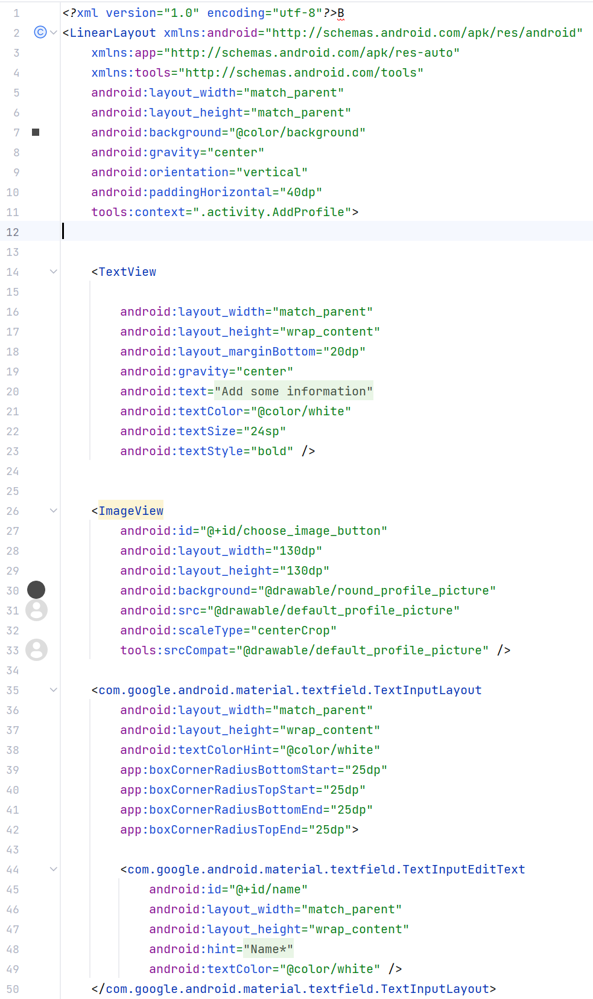 1 <?xml version="1.0" encoding="utf-8"?>B
2 <LinearLayout xmlns:android="http://schemas.android.com/apk/res/android"
3     xmlns:app="http://schemas.android.com/apk/res-auto"
4     xmlns:tools="http://schemas.android.com/tools"
5     android:layout_width="match_parent"
6     android:layout_height="match_parent"
7     android:background="@color/background"
8     android:gravity="center"
9     android:orientation="vertical"
10     android:paddingHorizontal="40dp"
11     tools:context=".activity.AddProfile">
12
13
14     <TextView
15
16         android:layout_width="match_parent"
17         android:layout_height="wrap_content"
18         android:layout_marginBottom="20dp"
19         android:gravity="center"
20         android:text="Add some information"
21         android:textColor="@color/white"
22         android:textSize="24sp"
23         android:textStyle="bold" />
24
25
26     <ImageView
27         android:id="@+id/choose_image_button"
28         android:layout_width="130dp"
29         android:layout_height="130dp"
30         android:background="@drawable/round_profile_picture"
31         android:src="@drawable/default_profile_picture"
32         android:scaleType="centerCrop"
33         tools:srcCompat="@drawable/default_profile_picture" />
34
35     <com.google.android.material.textfield.TextInputLayout
36         android:layout_width="match_parent"
37         android:layout_height="wrap_content"
38         android:textColorHint="@color/white"
39         app:boxCornerRadiusBottomStart="25dp"
40         app:boxCornerRadiusTopStart="25dp"
41         app:boxCornerRadiusBottomEnd="25dp"
42         app:boxCornerRadiusTopEnd="25dp">
43
44         <com.google.android.material.textfield.TextInputEditText
45             android:id="@+id/name"
46             android:layout_width="match_parent"
47             android:layout_height="wrap_content"
48             android:hint="Name*"
49             android:textColor="@color/white" />
50     </com.google.android.material.textfield.TextInputLayout>